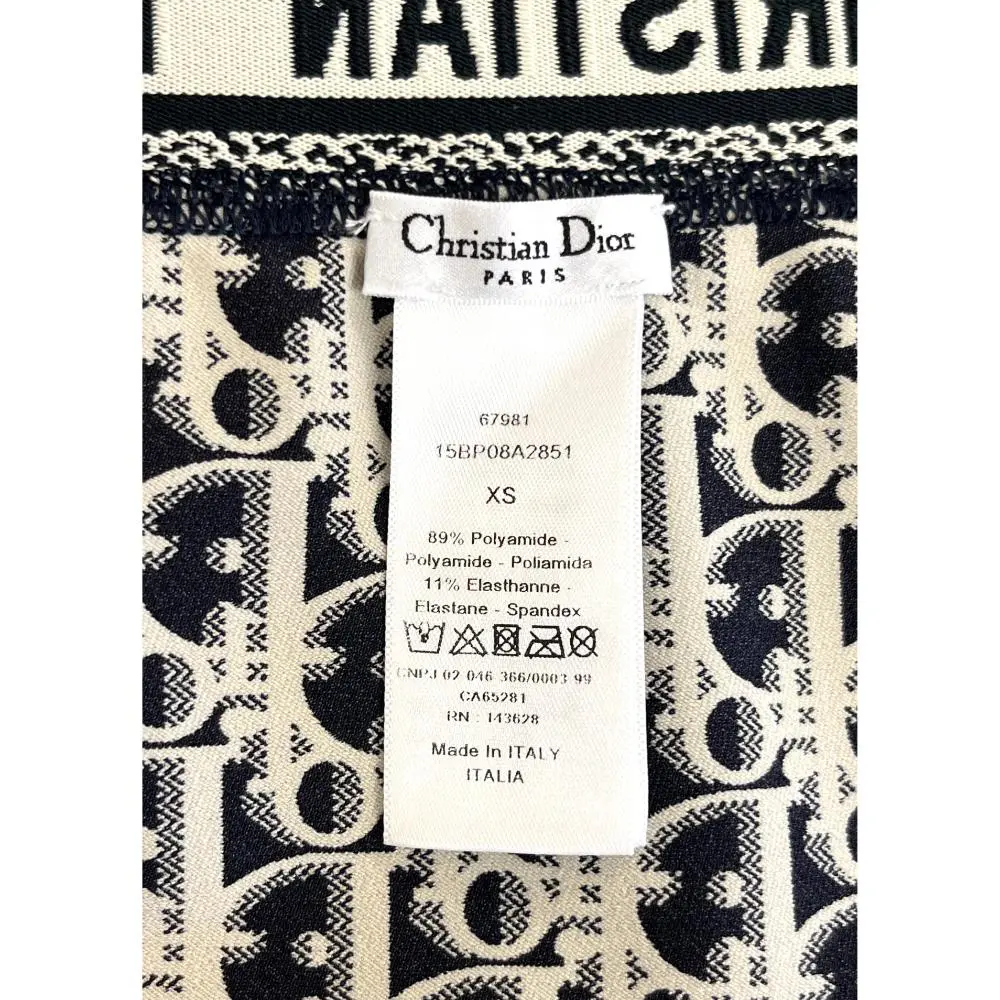 RISTIAN
Christian Dior
PARIS
67981
15BP08A2851
XS
89% Polyamide -
Polyamide - Poliamida
11% Elasthanne -
Elastane - Spandex
CNPJ 02 046 366/0003 99
CA65281
RN : 143628
Made In ITALY
ITALIA